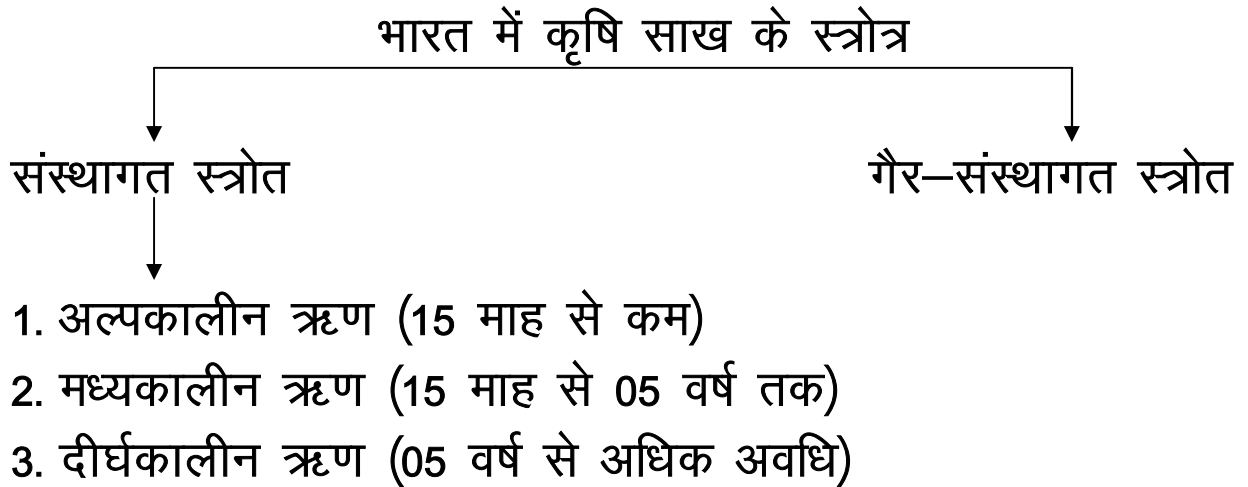 भारत में कृषि साख के स्त्रोत्र
संस्थागत स्त्रोत
गैर–संस्थागत स्त्रोत
1. अल्पकालीन ऋण (15 माह से कम)
2. मध्यकालीन ऋण (15 माह से 05 वर्ष तक)
3. दीर्घकालीन ऋण (05 वर्ष से अधिक अवधि)